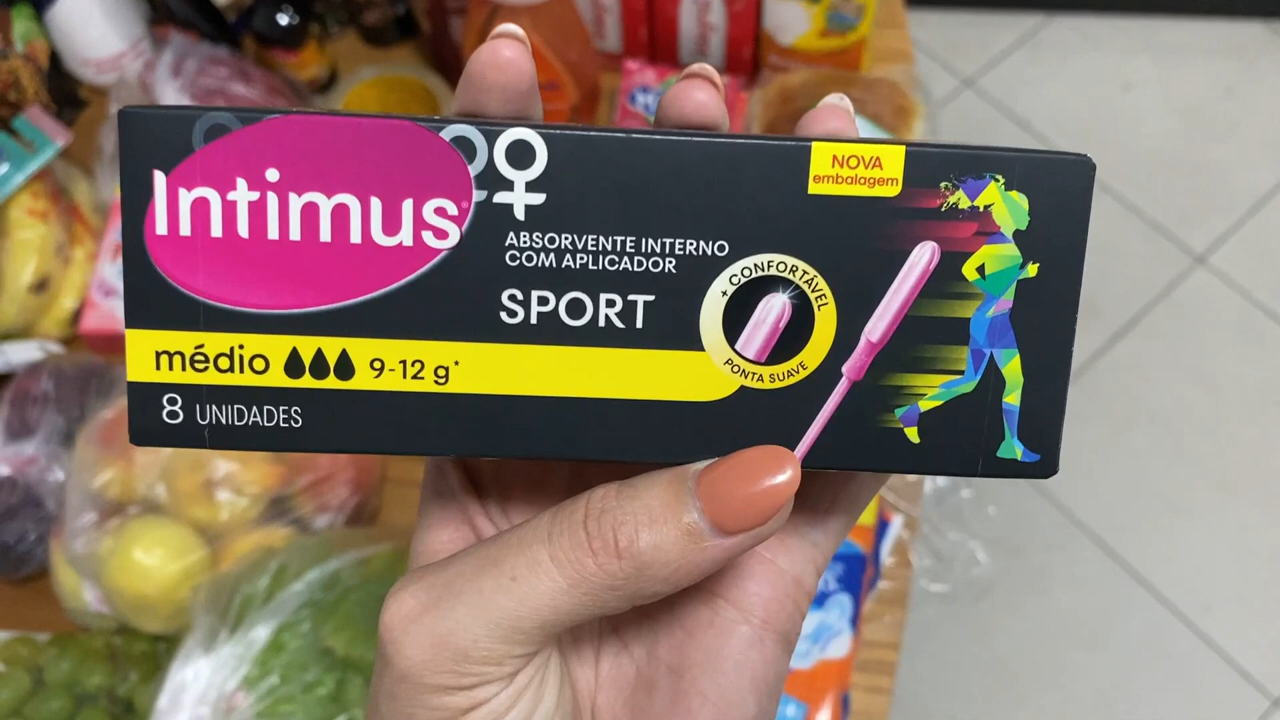 Intimus®
ABSORVENTE INTERNO
COM APLICADOR
SPORT
médio 9-12 g*
8 UNIDADES
+ CONFORTÁVEL
PONTA SUAVE
NOVA
embalagem